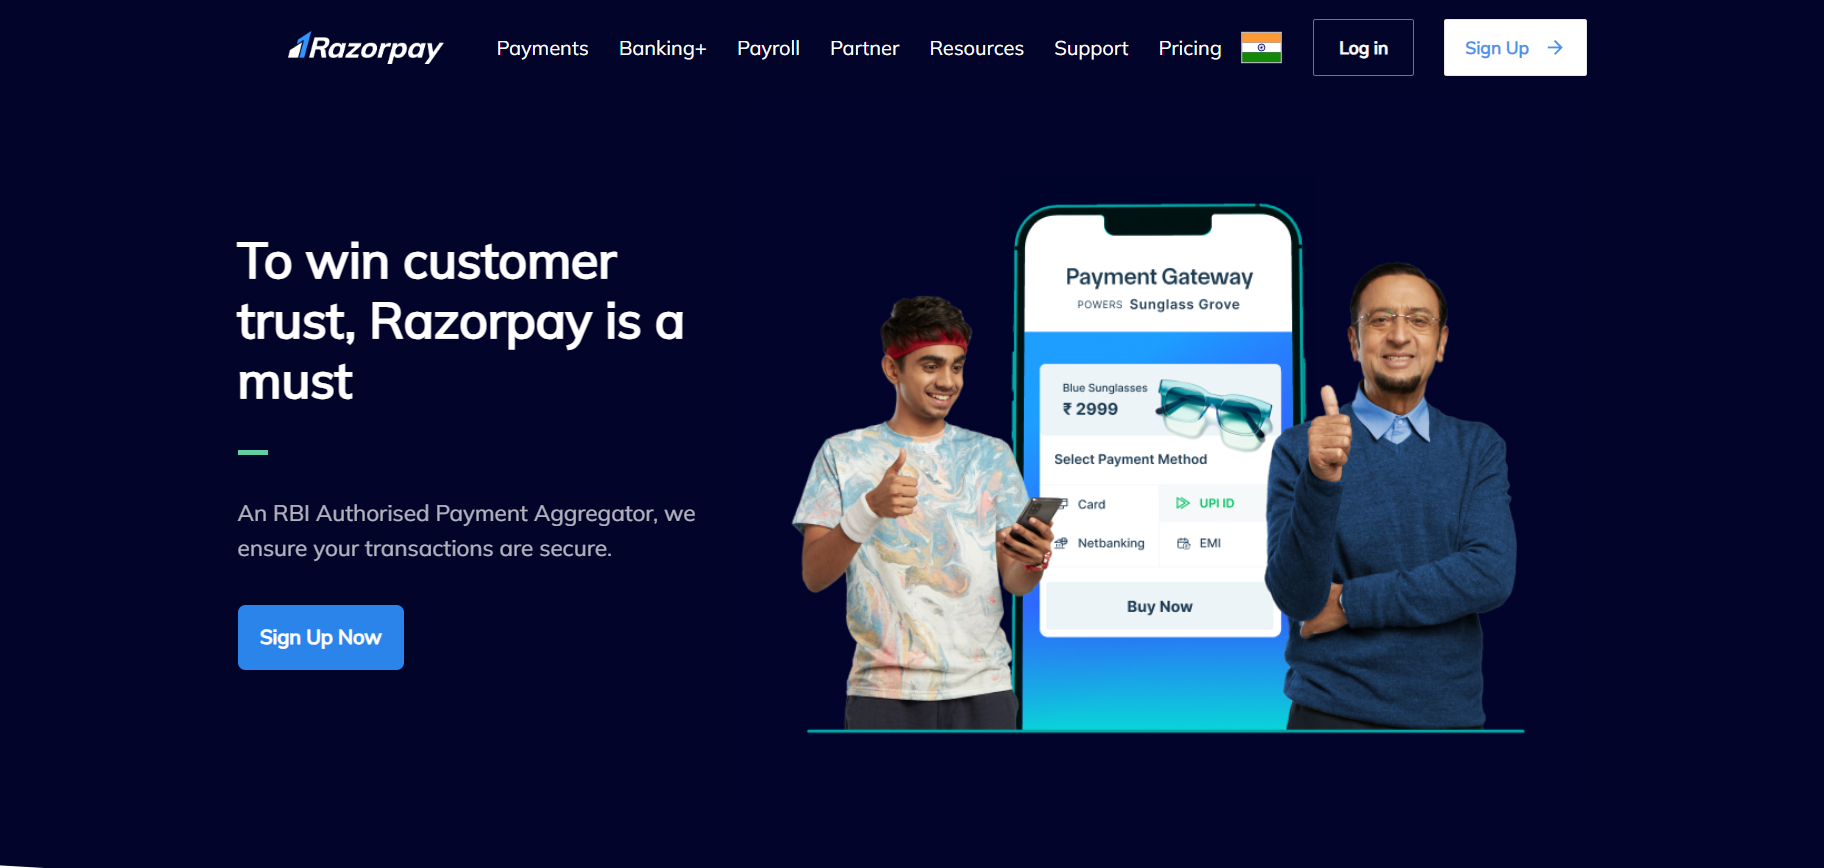 Razorpay
Payments
Banking+
Payroll
Partner
Resources
Support
Pricing
Log in
Sign Up
To win customer
trust, Razorpay is a
must
An RBI Authorised Payment Aggregator, we
ensure your transactions are secure.
Sign Up Now
Payment Gateway
POWERS Sunglass Grove
Blue Sunglasses
₹ 2999
Select Payment Method
Card
UPI ID
Netbanking
EMI
Buy Now